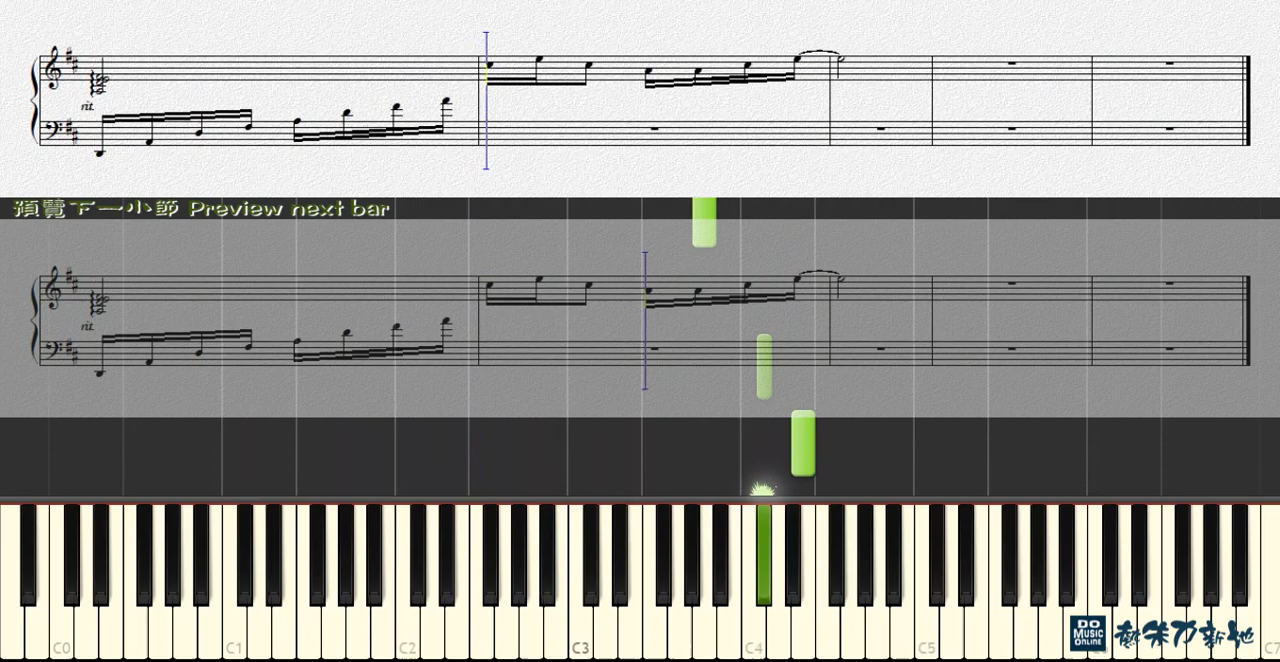 rit.
預覽下一小節 Preview next bar
rit.
C0 C1 C2 C3 C4 C5 C7
DO
MUSIC
ONLINE